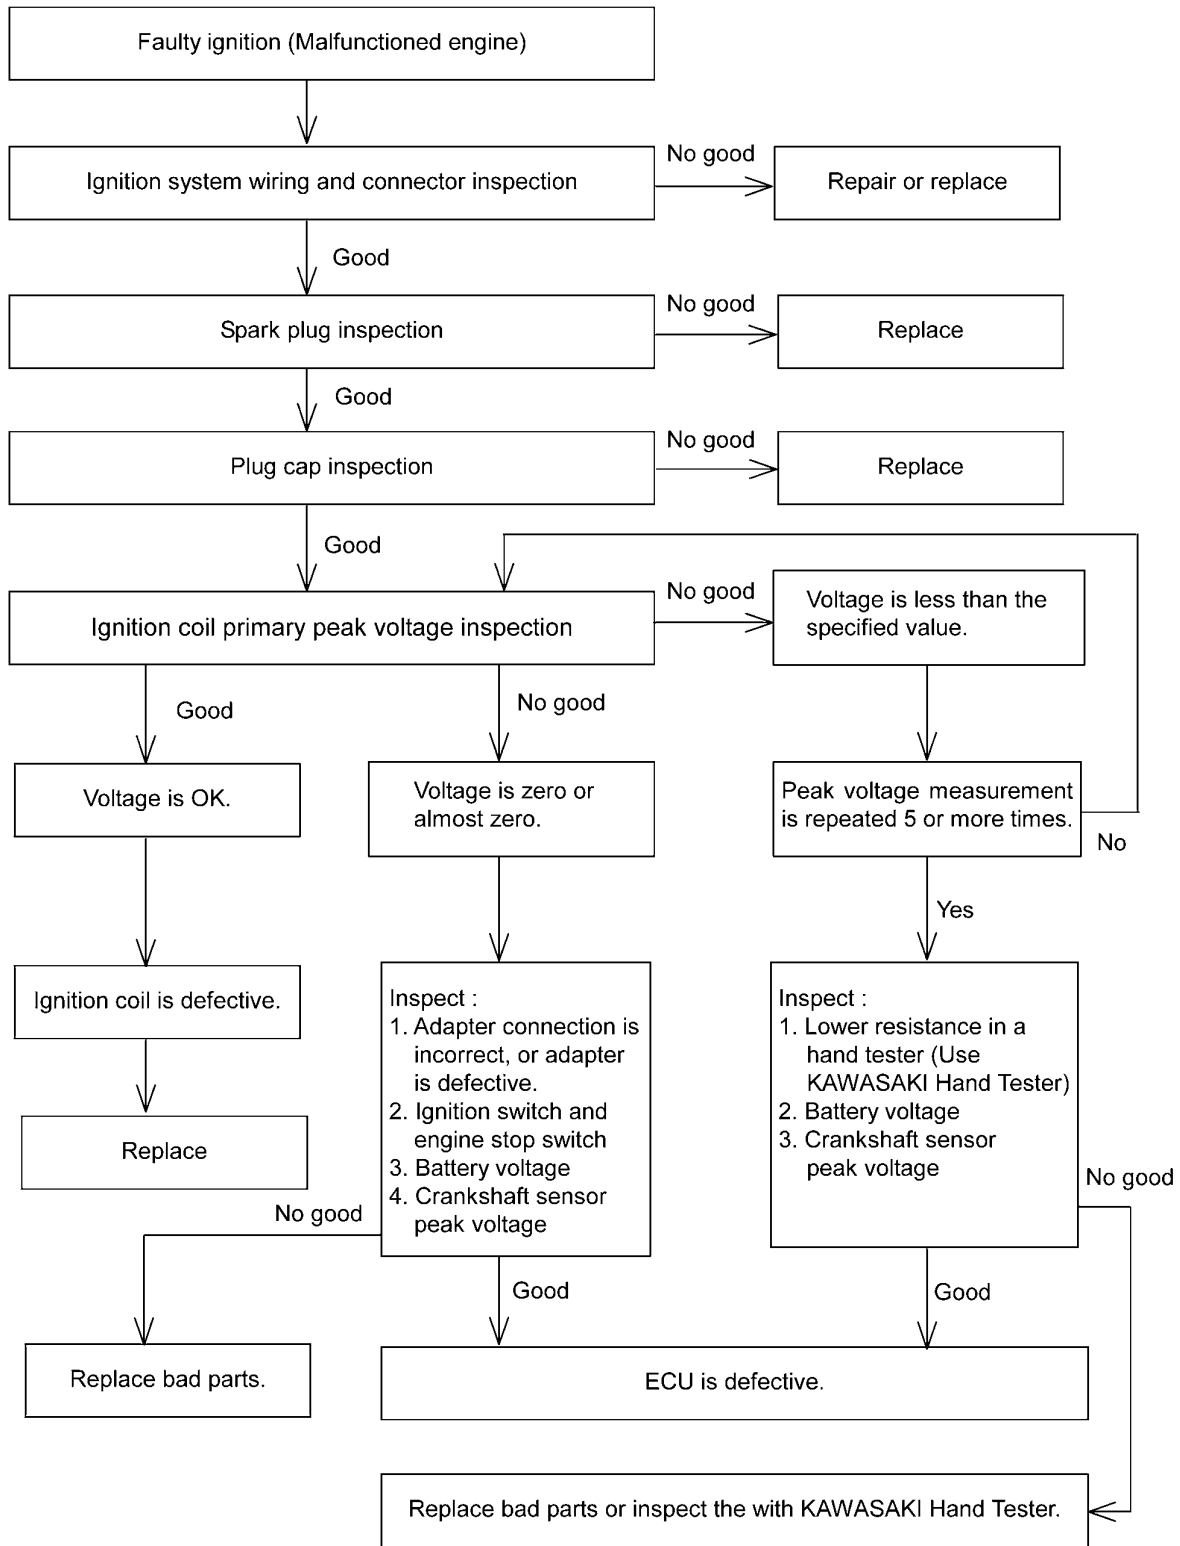 Faulty ignition (Malfunctioned engine)
Ignition system wiring and connector inspection
No good
Repair or replace
Good
Spark plug inspection
No good
Replace
Good
Plug cap inspection
No good
Replace
Good
Ignition coil primary peak voltage inspection
No good
Voltage is less than the
specified value.
Good
No good
Voltage is OK.
Voltage is zero or
almost zero.
Peak voltage measurement
is repeated 5 or more times.
No
Yes
Ignition coil is defective.
Replace
Inspect :
1. Adapter connection is
incorrect, or adapter
is defective.
2. Ignition switch and
engine stop switch
3. Battery voltage
4. Crankshaft sensor
peak voltage
Inspect :
1. Lower resistance in a
hand tester (Use
KAWASAKI Hand Tester)
2. Battery voltage
3. Crankshaft sensor
peak voltage
No good
No good
Good
Good
Replace bad parts.
ECU is defective.
Replace bad parts or inspect the with KAWASAKI Hand Tester.